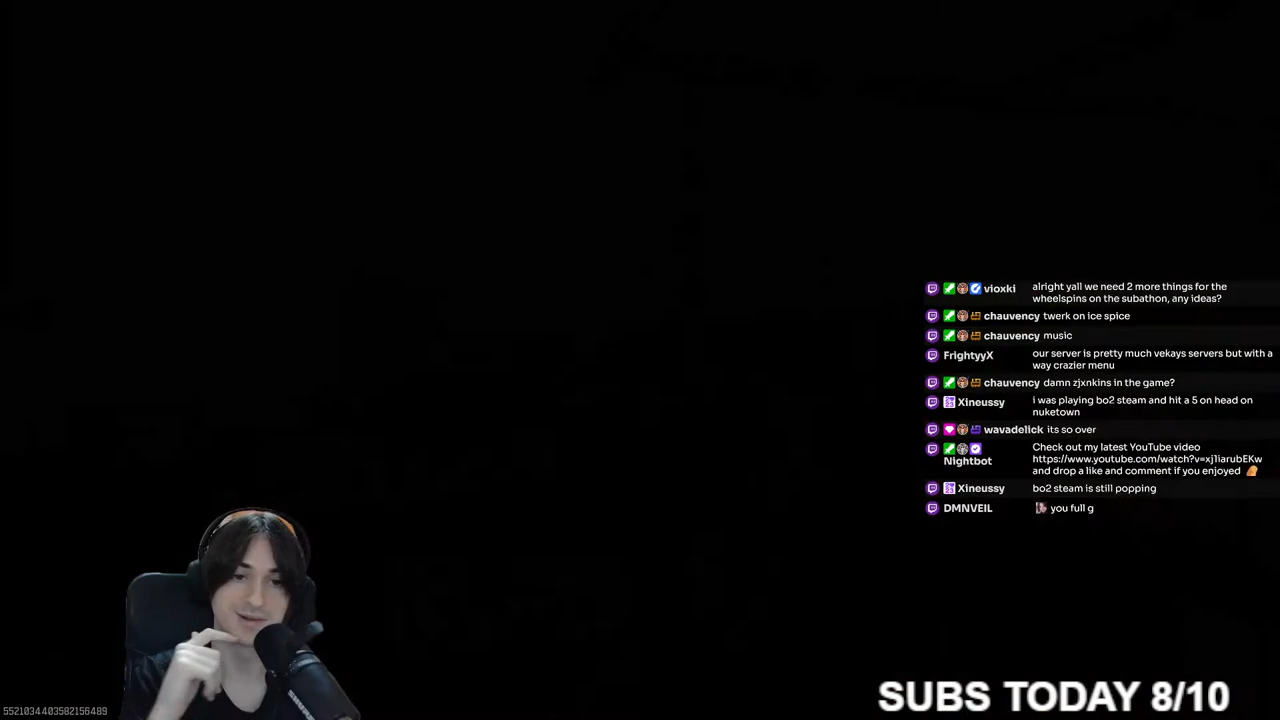 vioxki alright yall we need 2 more things for the
wheelspins on the subathon, any ideas?
chauvency twerk on ice spice
chauvency music
FrightyyX our server is pretty much vekays servers but with a
way crazier menu
chauvency damn zjxnkins in the game?
Xineussy i was playing bo2 steam and hit a 5 on head on
nuketown
wavadelick its so over
Nightbot Check out my latest YouTube video
https://www.youtube.com/watch?v=xj1iarubEKw
and drop a like and comment if you enjoyed
Xineussy bo2 steam is still popping
DMNVEIL you full g
SUBS TODAY 8/10
5521034403582156489